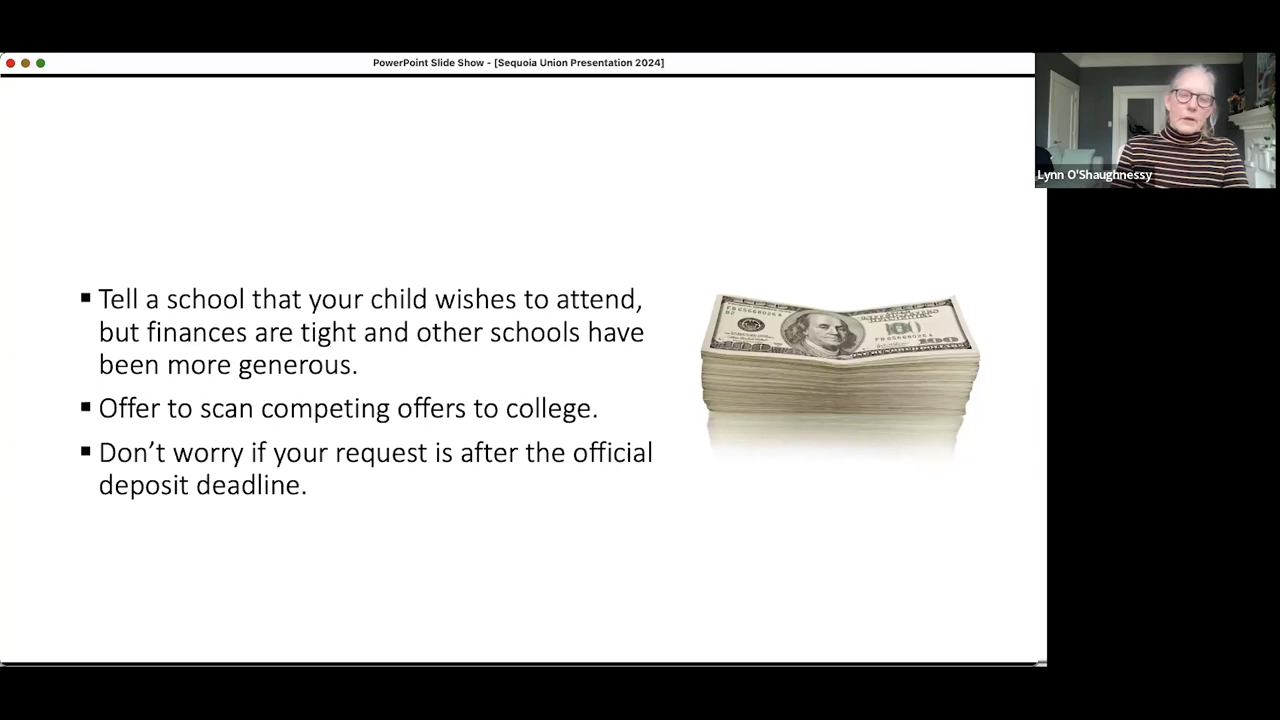 PowerPoint Slide Show - [Sequoia Union Presentation 2024]
Lynn O'Shaughnessy
▪ Tell a school that your child wishes to attend,
but finances are tight and other schools have
been more generous.
▪ Offer to scan competing offers to college.
▪ Don’t worry if your request is after the official
deposit deadline.
100